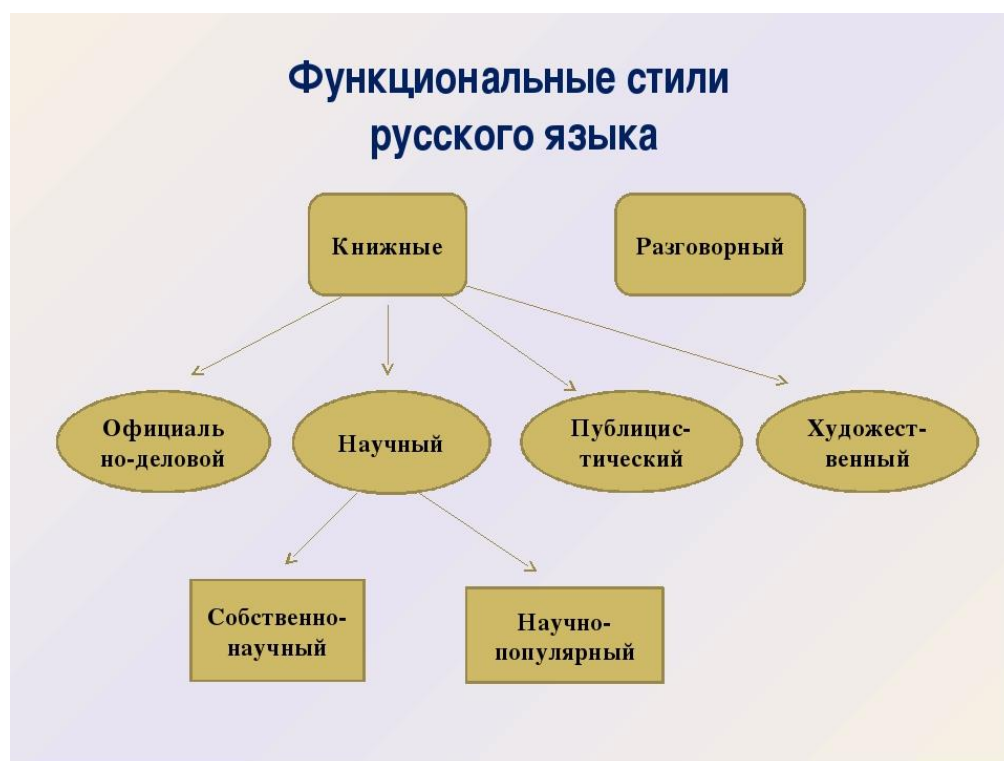 Функциональные стили
русского языка
Книжные
Разговорный
Официаль
но-деловой
Научный
Публицис-
тический
Художест-
венный
Собственно-
научный
Научно-
популярный